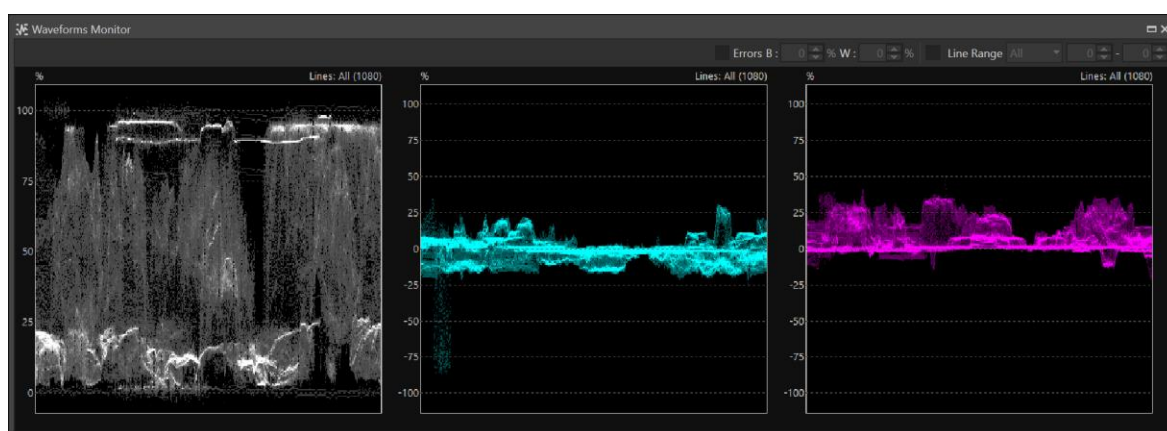 Waveforms Monitor
Errors B : 0 % W : 0 % Line Range All 0 - 0
% Lines: All (1080) % Lines: All (1080) % Lines: All (1080)
100 100 100
75 75 75
50 50 50
25 25 25
0 0 0
-25 -25
-50 -50
-75 -75
-100 -100